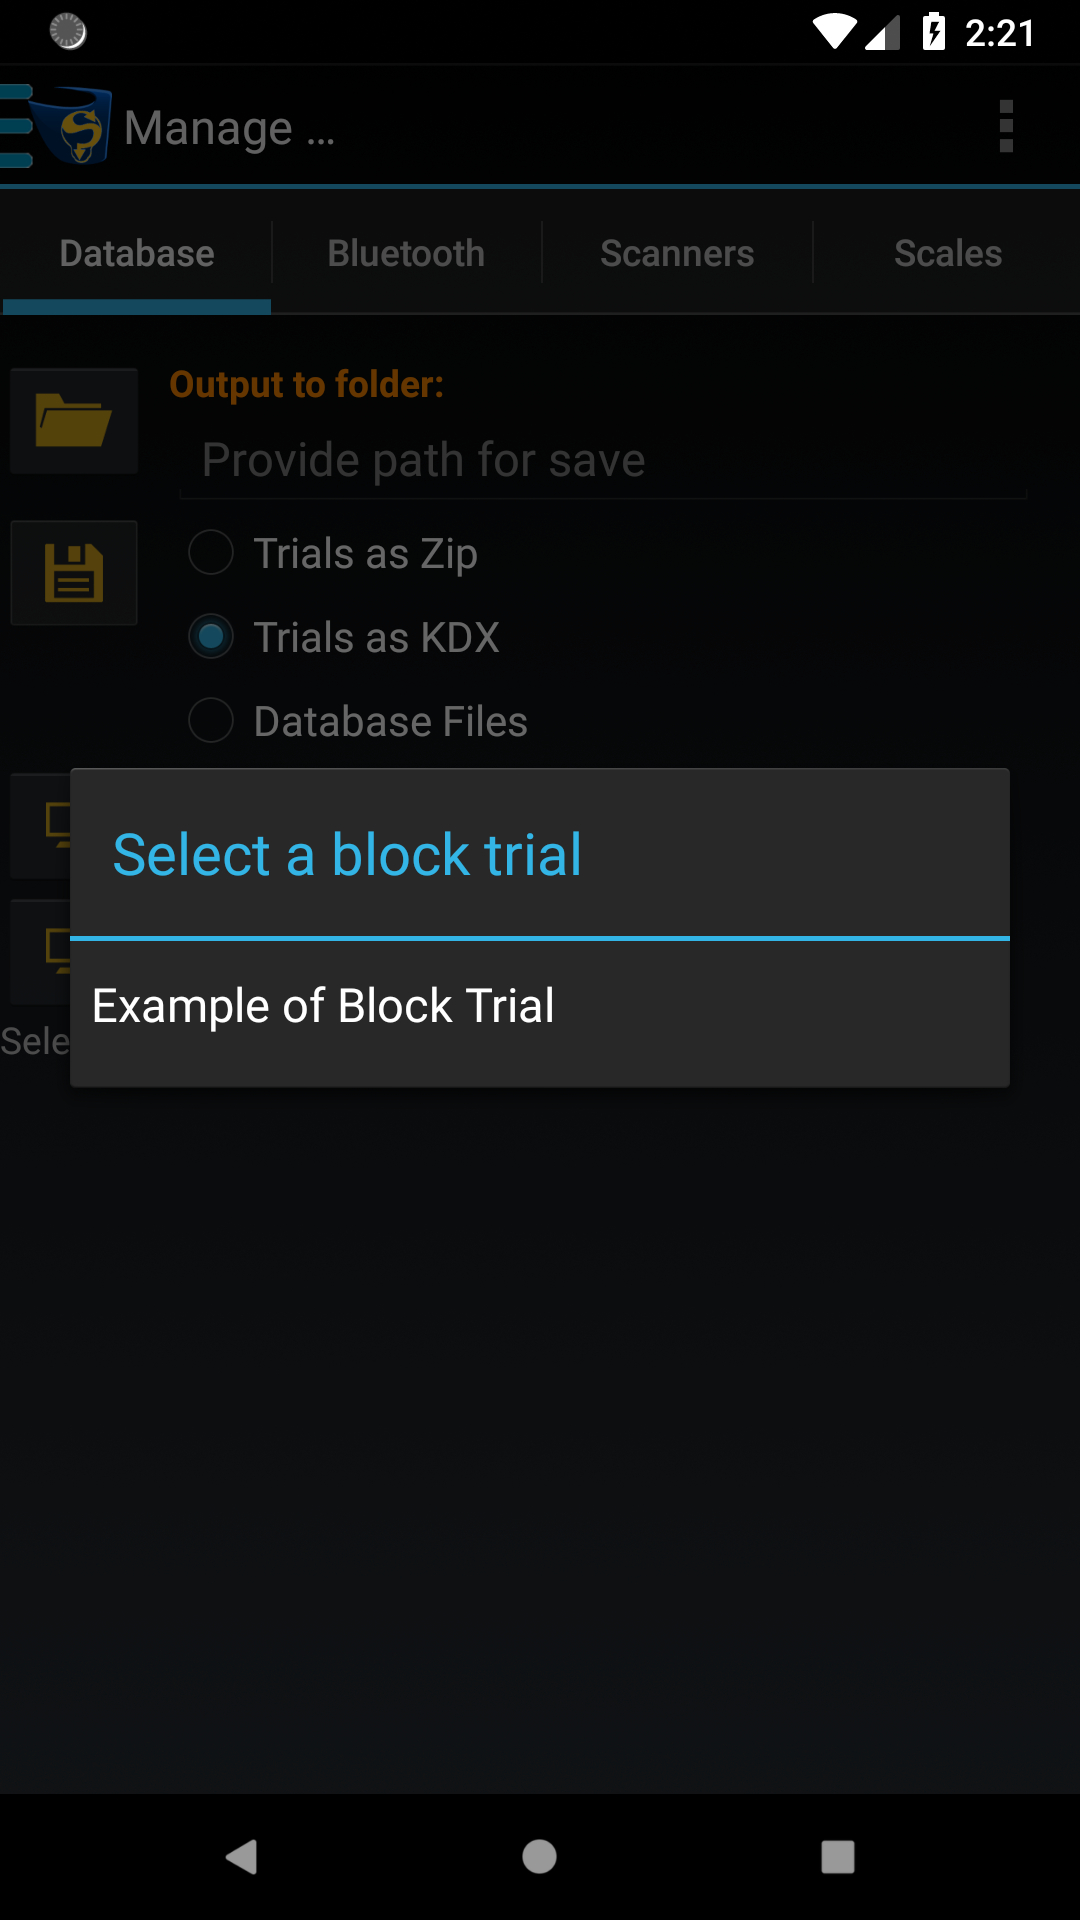 2:21
Manage ...
Database
Bluetooth
Scanners
Scales
Output to folder:
Provide path for save
Trials as Zip
Trials as KDX
Database Files
Select a block trial
Example of Block Trial
Sele